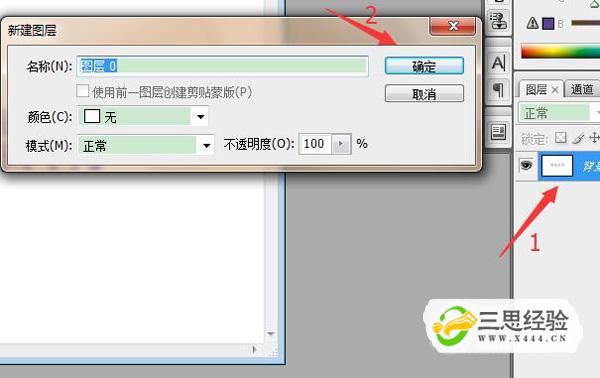 新建图层
2
B
名称(N): 图层 0
确定
使用前一图层创建剪贴蒙版(P)
取消
颜色(C): 无
模式(M): 正常
不透明度(O): 100 %
A
图层 × 通道
正常
锁定:
背景
1
三思经验
WWW.X444.CN